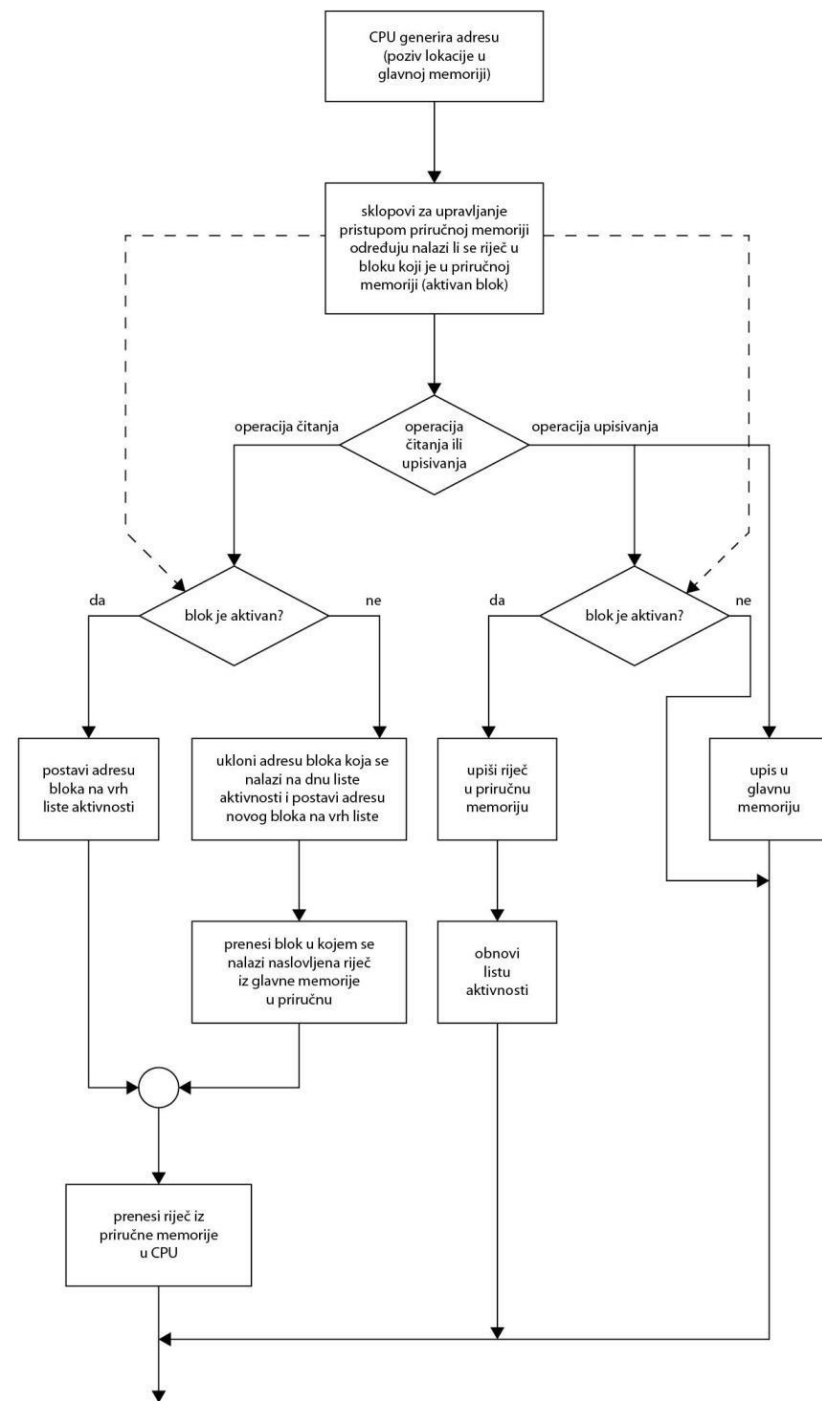 CPU generira adresu
(poziv lokacije u
glavnoj memoriji)
sklopovi za upravljanje
pristupom priručnoj memoriji
određuju nalazi li se riječ u
bloku koji je u priručnoj
memoriji (aktivan blok)
operacija čitanja
operacija
čitanja ili
upisivanja
operacija upisivanja
da
blok je aktivan?
ne
da
blok je aktivan?
ne
postavi adresu
bloka na vrh
liste aktivnosti
ukloni adresu bloka koja se
nalazi na dnu liste
aktivnosti i postavi adresu
novog bloka na vrh liste
upiši riječ
u priručnu
memoriju
upis u
glavnu
memoriju
prenesi blok u kojem se
nalazi naslovljena riječ
iz glavne memorije
u priručnu
obnovi
listu
aktivnosti
prenesi riječ iz
priručne memorije
u CPU